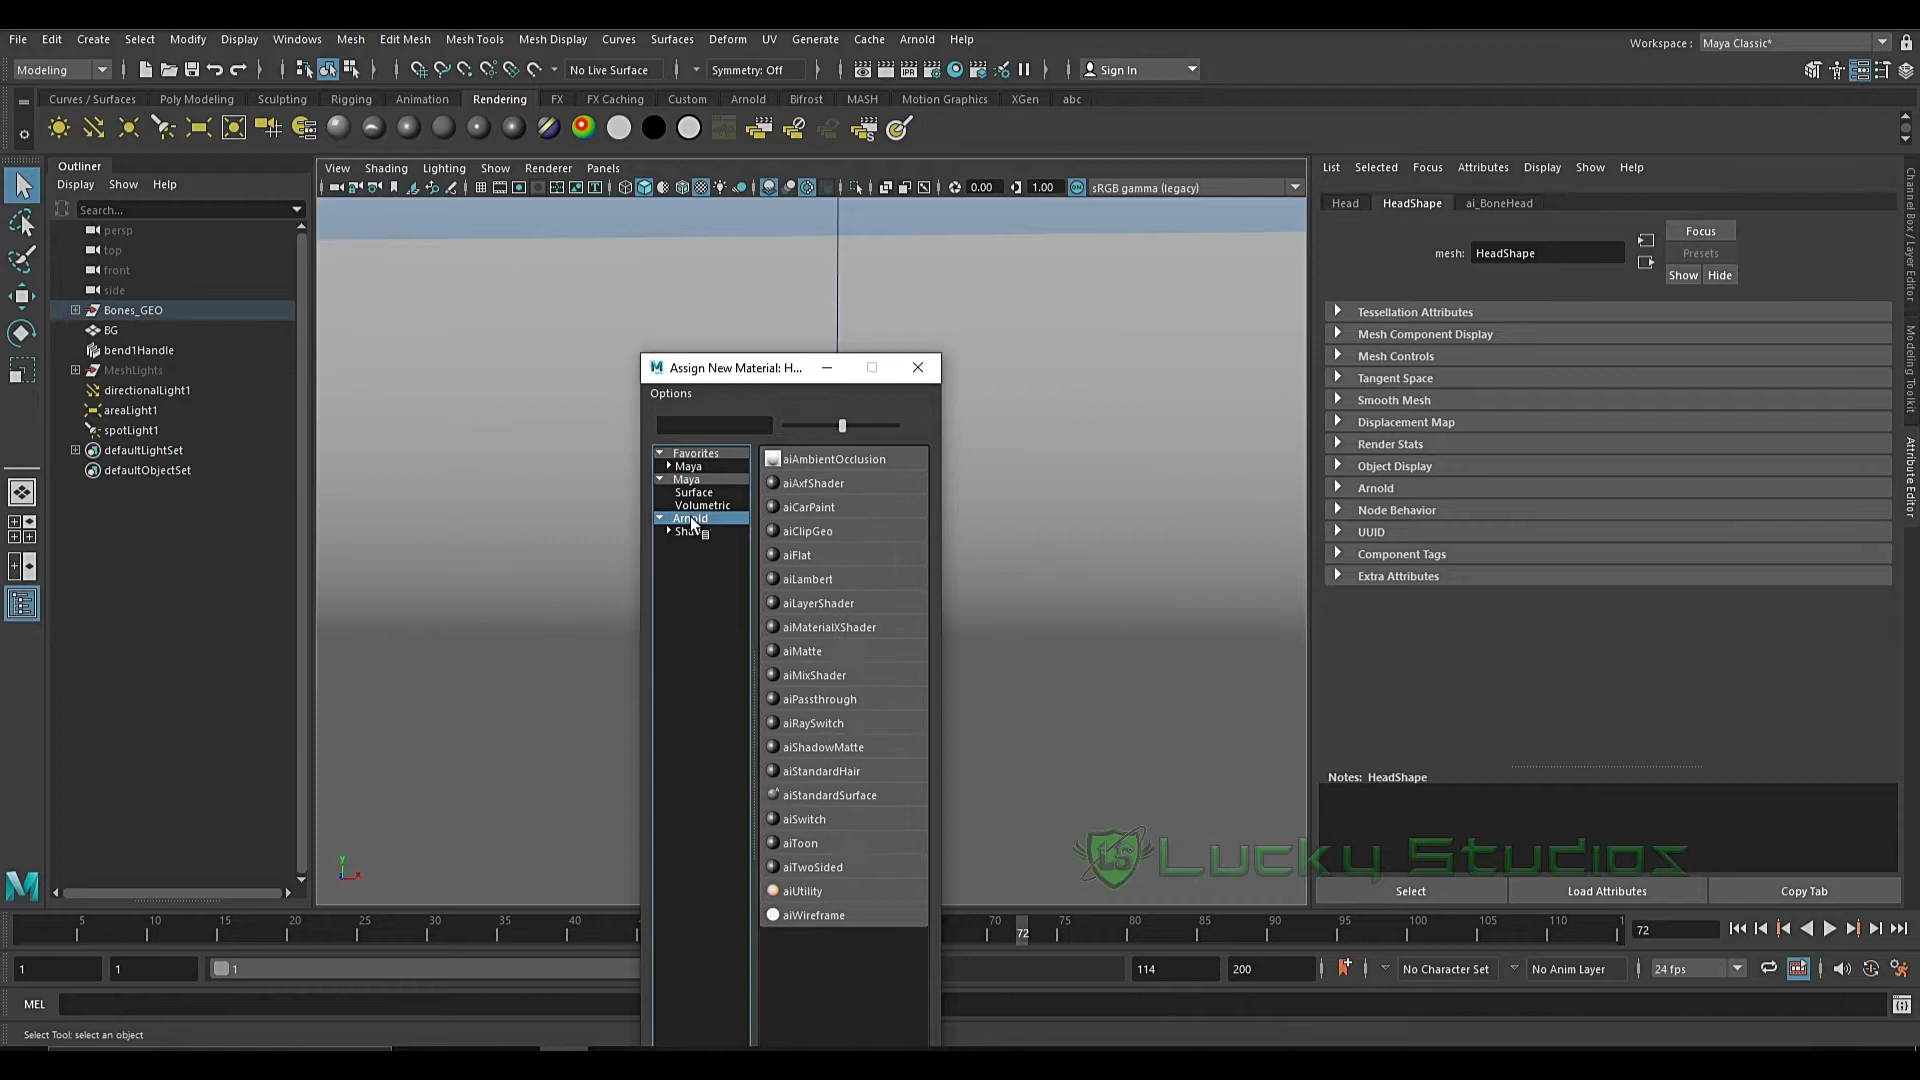 File Edit Create Select Modify Display Windows Mesh Edit Mesh Mesh Tools Mesh Display Curves Surfaces Deform UV Generate Cache Arnold Help
Workspace : Maya Classic*
Modeling No Live Surface Symmetry: Off Sign In
Curves / Surfaces Poly Modeling Sculpting Rigging Animation Rendering FX FX Caching Custom Arnold Bifrost MASH Motion Graphics XGen abc
Outliner
Display Show Help
Search...
persp
top
front
side
Bones_GEO
BG
bend1Handle
MeshLights
directionalLight1
areaLight1
spotLight1
defaultLightSet
defaultObjectSet
View Shading Lighting Show Renderer Panels
0.00 1.00 sRGB gamma (legacy)
Assign New Material: H...
Options
Favorites
Maya
Maya
Surface
Volumetric
Arnold
aiAmbientOcclusion
aiAxfShader
aiCarPaint
aiClipGeo
aiFlat
aiLambert
aiLayerShader
aiMaterialXShader
aiMatte
aiMixShader
aiPassthrough
aiRaySwitch
aiShadowMatte
aiStandardHair
aiStandardSurface
aiSwitch
aiToon
aiTwoSided
aiUtility
aiWireframe
List Selected Focus Attributes Display Show Help
Head HeadShape ai_BoneHead
mesh: HeadShape
Focus
Presets
Show Hide
Tessellation Attributes
Mesh Component Display
Mesh Controls
Tangent Space
Smooth Mesh
Displacement Map
Render Stats
Object Display
Arnold
Node Behavior
UUID
Component Tags
Extra Attributes
Notes: HeadShape
LS Lucky Studios
Select Load Attributes Copy Tab
Channel Box / Layer Editor
Modeling Toolkit
Attribute Editor
y
x
5 10 15 20 25 30 35 40 70 72 75 80 85 90 95 100 105 110 72
1 1 1 114 200 No Character Set No Anim Layer 24 fps
MEL
Select Tool: select an object